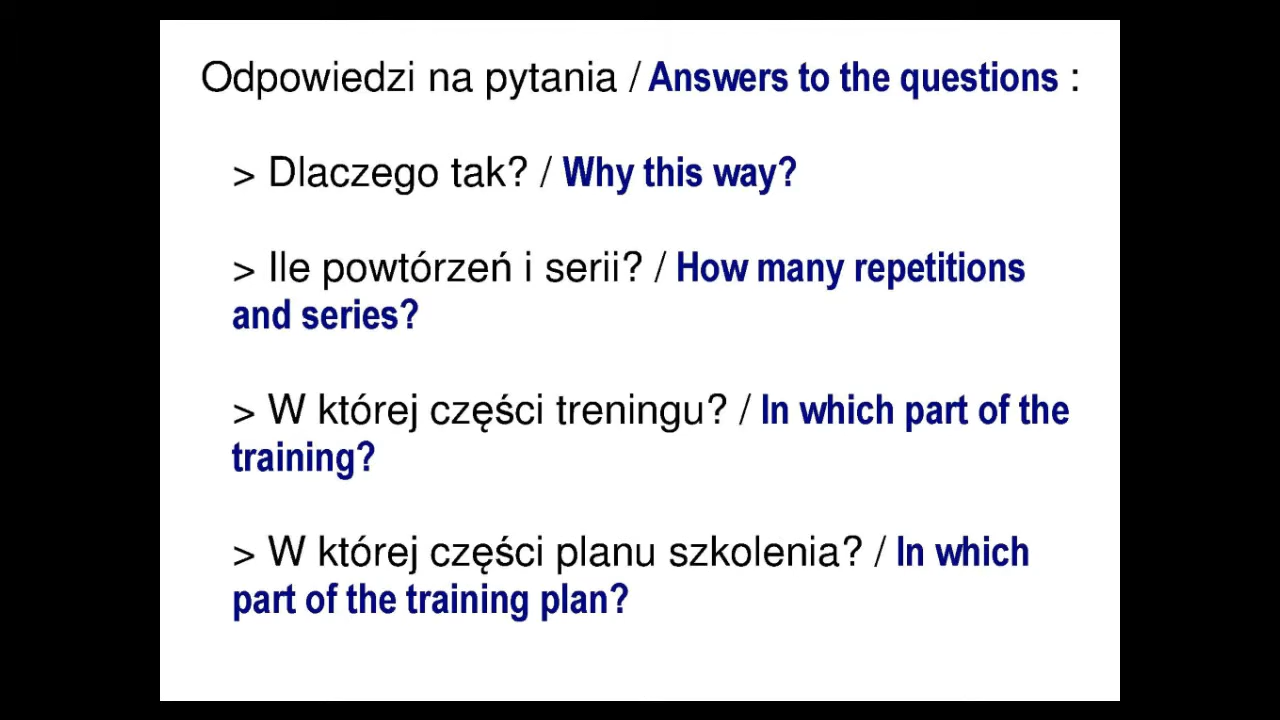 Odpowiedzi na pytania / Answers to the questions :
> Dlaczego tak? / Why this way?
> Ile powtórzeń i serii? / How many repetitions
and series?
> W której części treningu? / In which part of the
training?
> W której części planu szkolenia? / In which
part of the training plan?